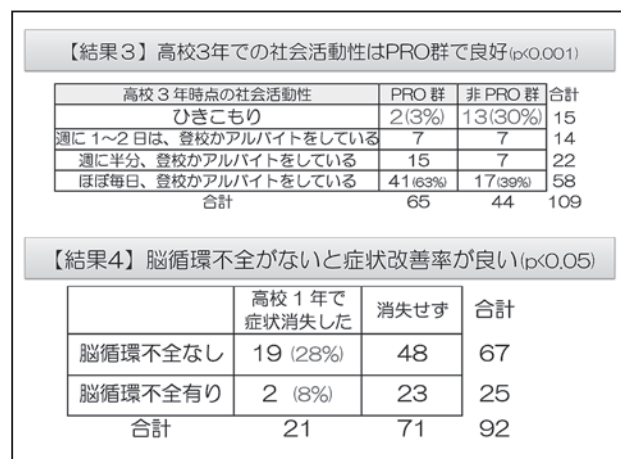 【結果3】高校3年での社会活動性はPRO群で良好(p<0.001)
高校3年時点の社会活動性 PRO群 非PRO群 合計
ひきこもり 2(3%) 13(30%) 15
週に1~2日は、登校かアルバイトをしている 7 7 14
週に半分、登校かアルバイトをしている 15 7 22
ほぼ毎日、登校かアルバイトをしている 41(63%) 17(39%) 58
合計 65 44 109
【結果4】脳循環不全がないと症状改善率が良い(p<0.05)
高校1年で
症状消失した 消失せず 合計
脳循環不全なし 19 (28%) 48 67
脳循環不全有り 2 (8%) 23 25
合計 21 71 92